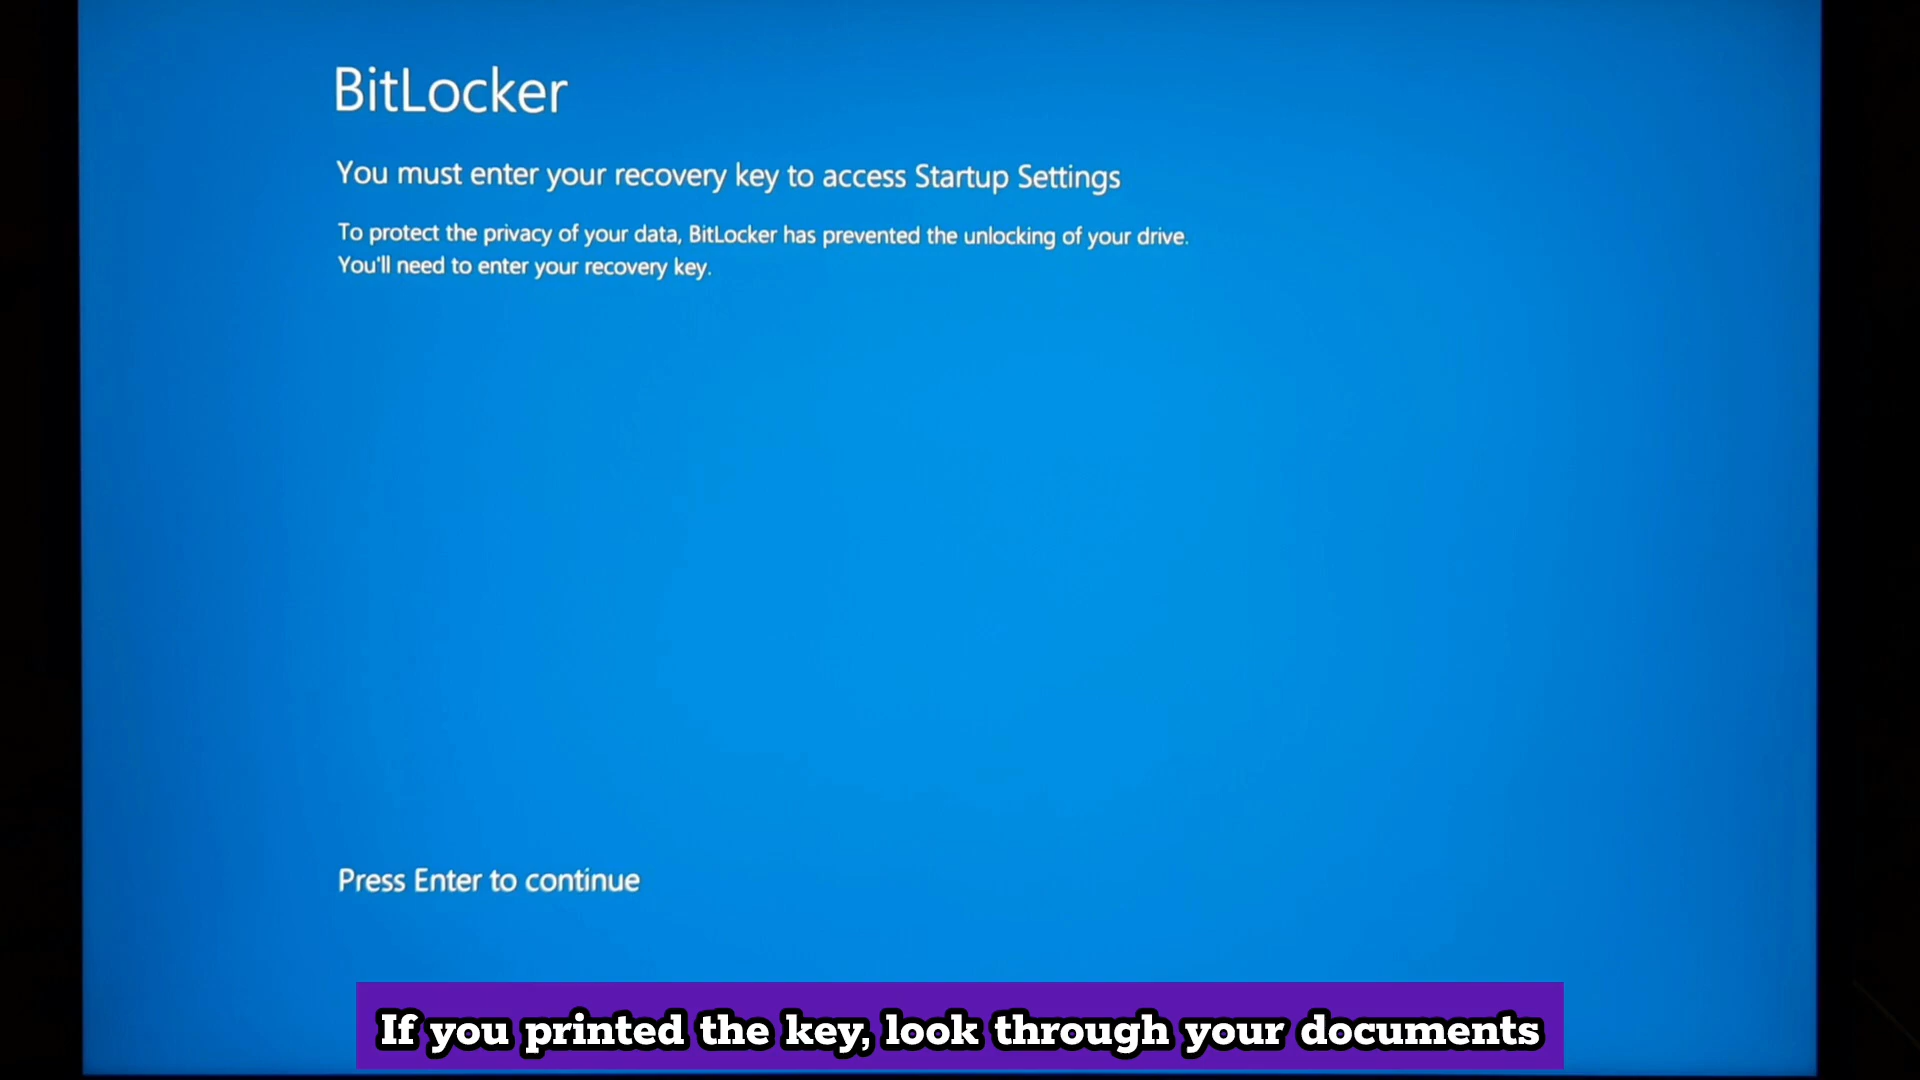 BitLocker
You must enter your recovery key to access Startup Settings
To protect the privacy of your data, BitLocker has prevented the unlocking of your drive.
You'll need to enter your recovery key.
Press Enter to continue
If you printed the key, look through your documents